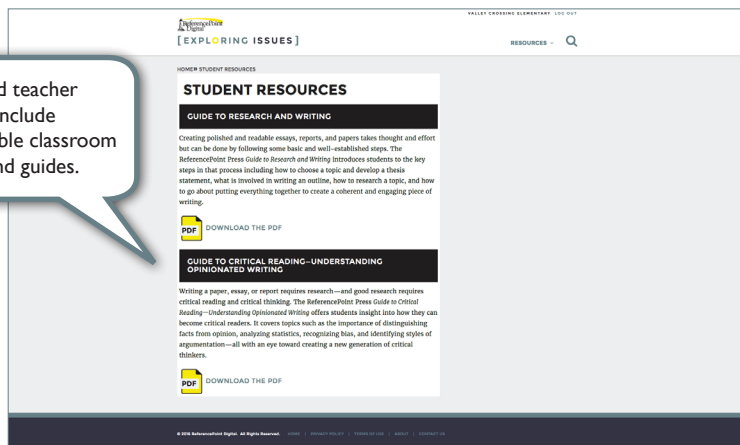 VALLEY CROSSING ELEMENTARY LOG OUT
ReferencePoint
Digital
[EXPLORING ISSUES]
RESOURCES
HOME» STUDENT RESOURCES
STUDENT RESOURCES
GUIDE TO RESEARCH AND WRITING
Creating polished and readable essays, reports, and papers takes thought and effort
but can be done by following some basic and well–established steps. The
ReferencePoint Press Guide to Research and Writing introduces students to the key
steps in that process including how to choose a topic and develop a thesis
statement, what is involved in writing an outline, how to research a topic, and how
to go about putting everything together to create a coherent and engaging piece of
writing.
PDF DOWNLOAD THE PDF
GUIDE TO CRITICAL READING—UNDERSTANDING
OPINIONATED WRITING
Writing a paper, essay, or report requires research—and good research requires
critical reading and critical thinking. The ReferencePoint Press Guide to Critical
Reading—Understanding Opinionated Writing offers students insight into how they can
become critical readers. It covers topics such as the importance of distinguishing
facts from opinion, analyzing statistics, recognizing bias, and identifying styles of
argumentation—all with an eye toward creating a new generation of critical
thinkers.
PDF DOWNLOAD THE PDF
teacher
nclude
ble classroom
nd guides.
© 2016 ReferencePoint Digital. All Rights Reserved. HOME | PRIVACY POLICY | TERMS OF USE | ABOUT | CONTACT US